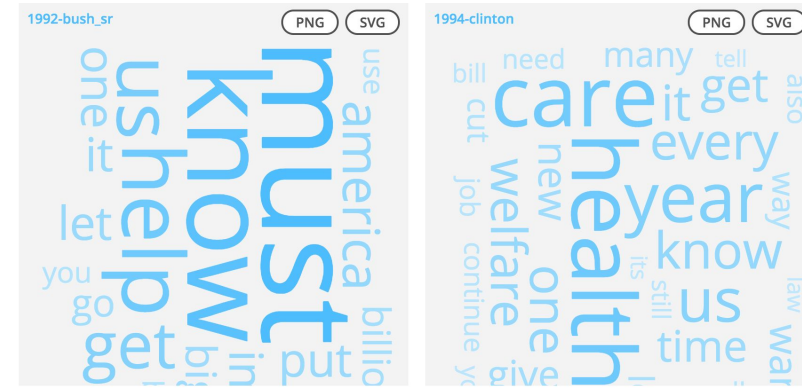 1992-bush_sr
PNG
SVG
one
us
know
must
use
america
it
help
let
you
go
get
in
put
1994-clinton
PNG
SVG
bill
need
many
tell
also
cut
care
it
get
every
new
health
job
welfare
year
way
know
continue
one
its
still
us
law
time
give